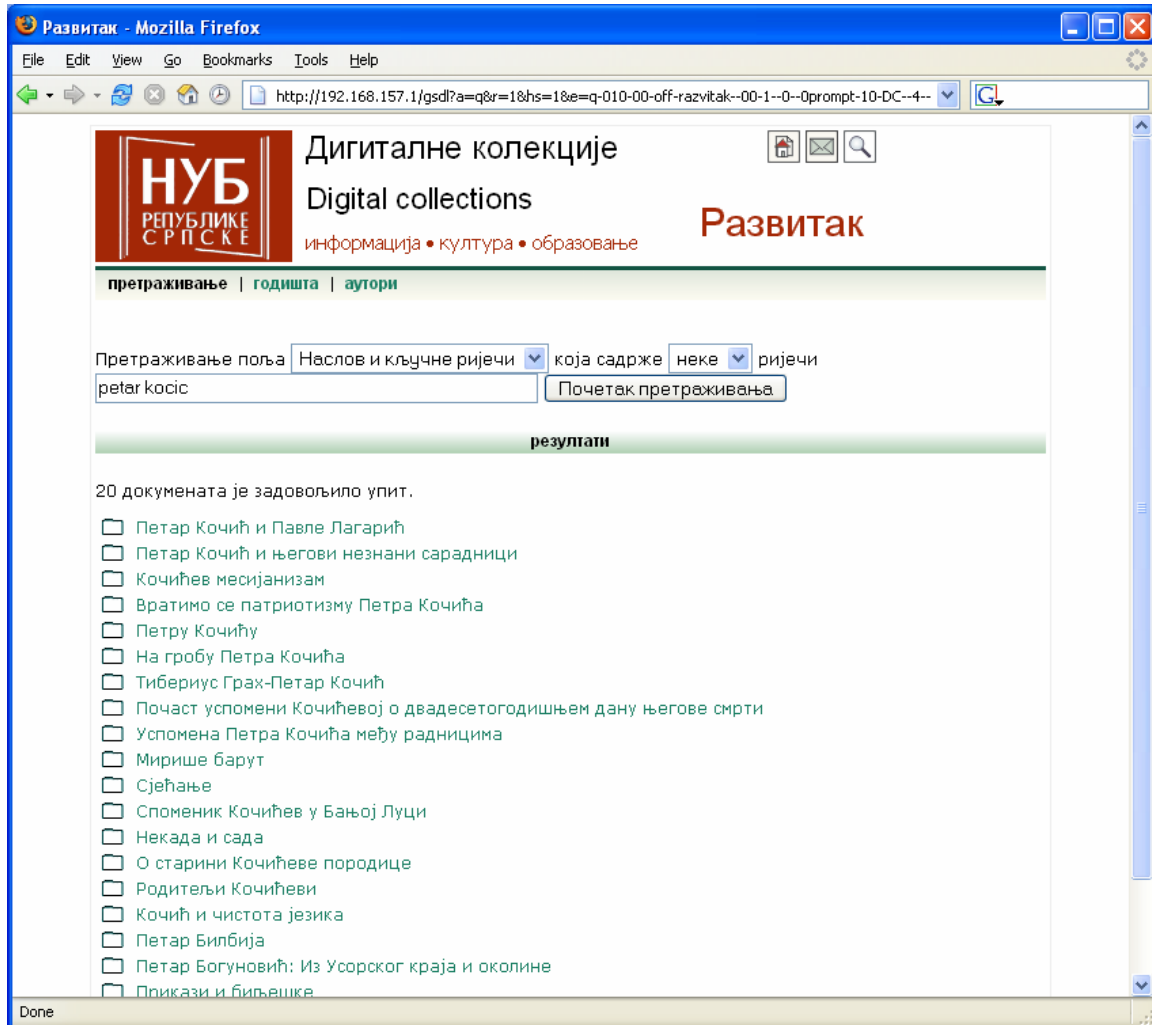 Развитак - Mozilla Firefox
File Edit View Go Bookmarks Tools Help
http://192.168.157.1/gsdl?a=q&r=1&hs=1&e=q-010-00-off-razvitak--00-1--0--0prompt-10-DC--4--
НУБ
РЕПУБЛИКЕ
СРПСКЕ
Дигиталне колекције
Digital collections
информација • култура • образовање
Развитак
претраживање | годишта | аутори
Претраживање поља Наслов и кључне ријечи која садрже неке ријечи
petar kocic Почетак претраживања
резултати
20 докумената је задовољило упит.
Петар Кочић и Павле Лагарић
Петар Кочић и његови незнани сарадници
Кочићев месијанизам
Вратимо се патриотизму Петра Кочића
Петру Кочићу
На гробу Петра Кочића
Тибериус Грах-Петар Кочић
Почаст успомени Кочићевој о двадесетогодишњем дану његове смрти
Успомена Петра Кочића међу радницима
Мирише барут
Сјећање
Споменик Кочићев у Бањој Луци
Некада и сада
О старини Кочићеве породице
Родитељи Кочићеви
Кочић и чистота језика
Петар Билбија
Петар Богуновић: Из Усорског краја и околине
Прикази и биљешке
Done